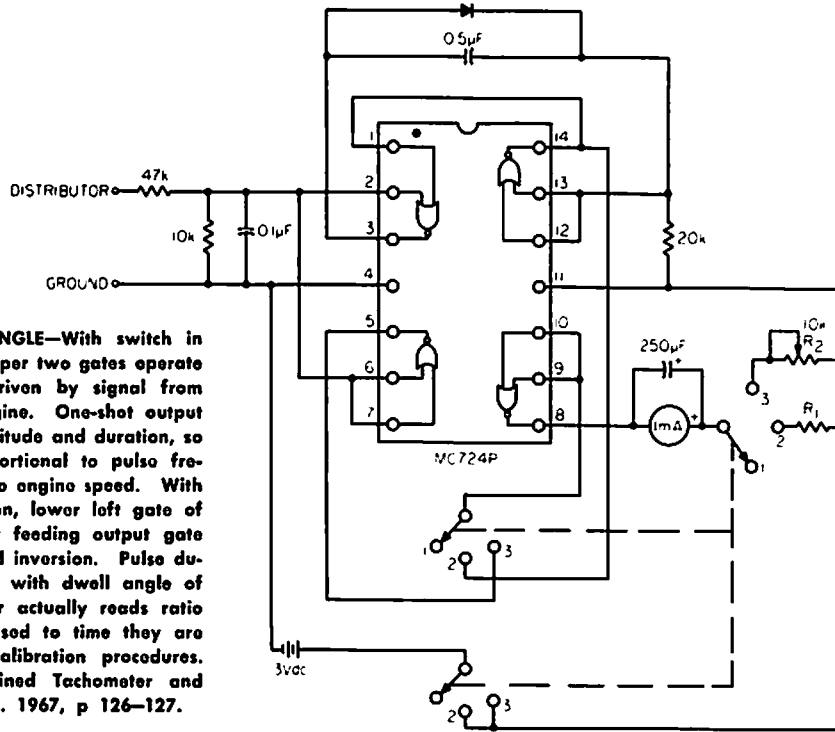 0.5µF
1
14
47k
DISTRIBUTOR
2
13
10k
0.1µF
3
12
20k
GROUND
4
11
NGLE—With switch in
per two gates operate
riven by signal from
gine. One-shot output
itude and duration, so
ortional to pulse fre-
o engine speed. With
n, lower left gate of
feeding output gate
l inversion. Pulse du-
with dwell angle of
r actually reads ratio
sed to time they are
alibration procedures.
ined Tachometer and
. 1967, p 126–127.
5
10
6
9
7
8
MC724P
250µF
+
1mA
+
10k
R2
3
2
R1
1
1
2
3
3Vdc
2
3